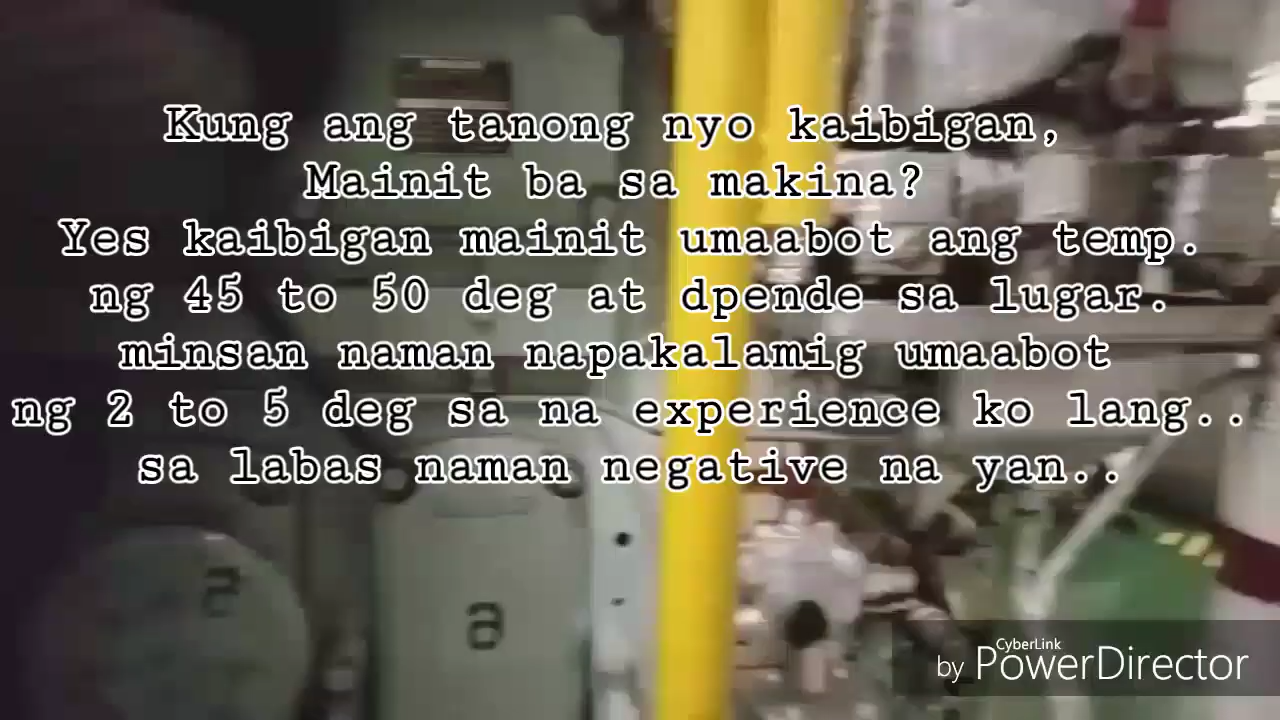 Kung ang tanong nyo kaibigan,
Mainit ba sa makina?
Yes kaibigan mainit umaabot ang temp.
ng 45 to 50 deg at dpende sa lugar.
minsan naman napakalamig umaabot
ng 2 to 5 deg sa na experience ko lang..
sa labas naman negative na yan..
6
CyberLink
by PowerDirector